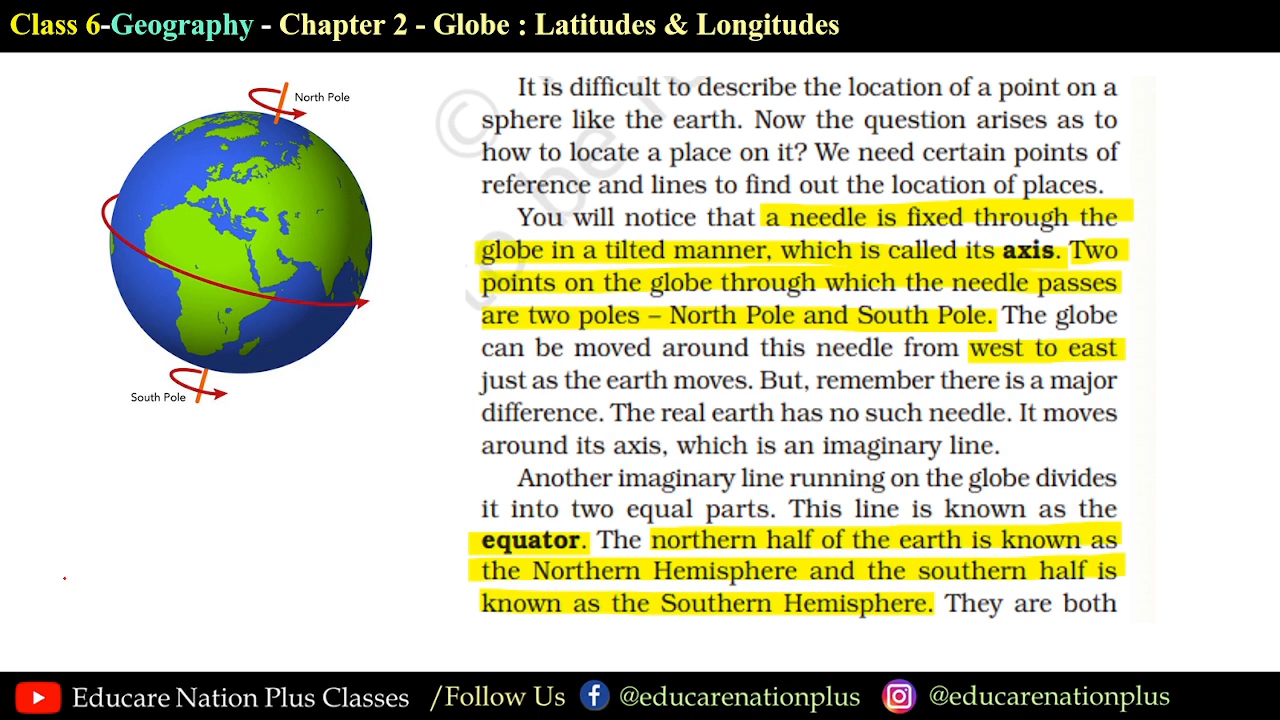 Class 6-Geography - Chapter 2 - Globe : Latitudes & Longitudes
North Pole
South Pole
It is difficult to describe the location of a point on a
sphere like the earth. Now the question arises as to
how to locate a place on it? We need certain points of
reference and lines to find out the location of places.
You will notice that a needle is fixed through the
globe in a tilted manner, which is called its axis. Two
points on the globe through which the needle passes
are two poles – North Pole and South Pole. The globe
can be moved around this needle from west to east
just as the earth moves. But, remember there is a major
difference. The real earth has no such needle. It moves
around its axis, which is an imaginary line.
Another imaginary line running on the globe divides
it into two equal parts. This line is known as the
equator. The northern half of the earth is known as
the Northern Hemisphere and the southern half is
known as the Southern Hemisphere. They are both
Educare Nation Plus Classes /Follow Us @educarenationplus @educarenationplus